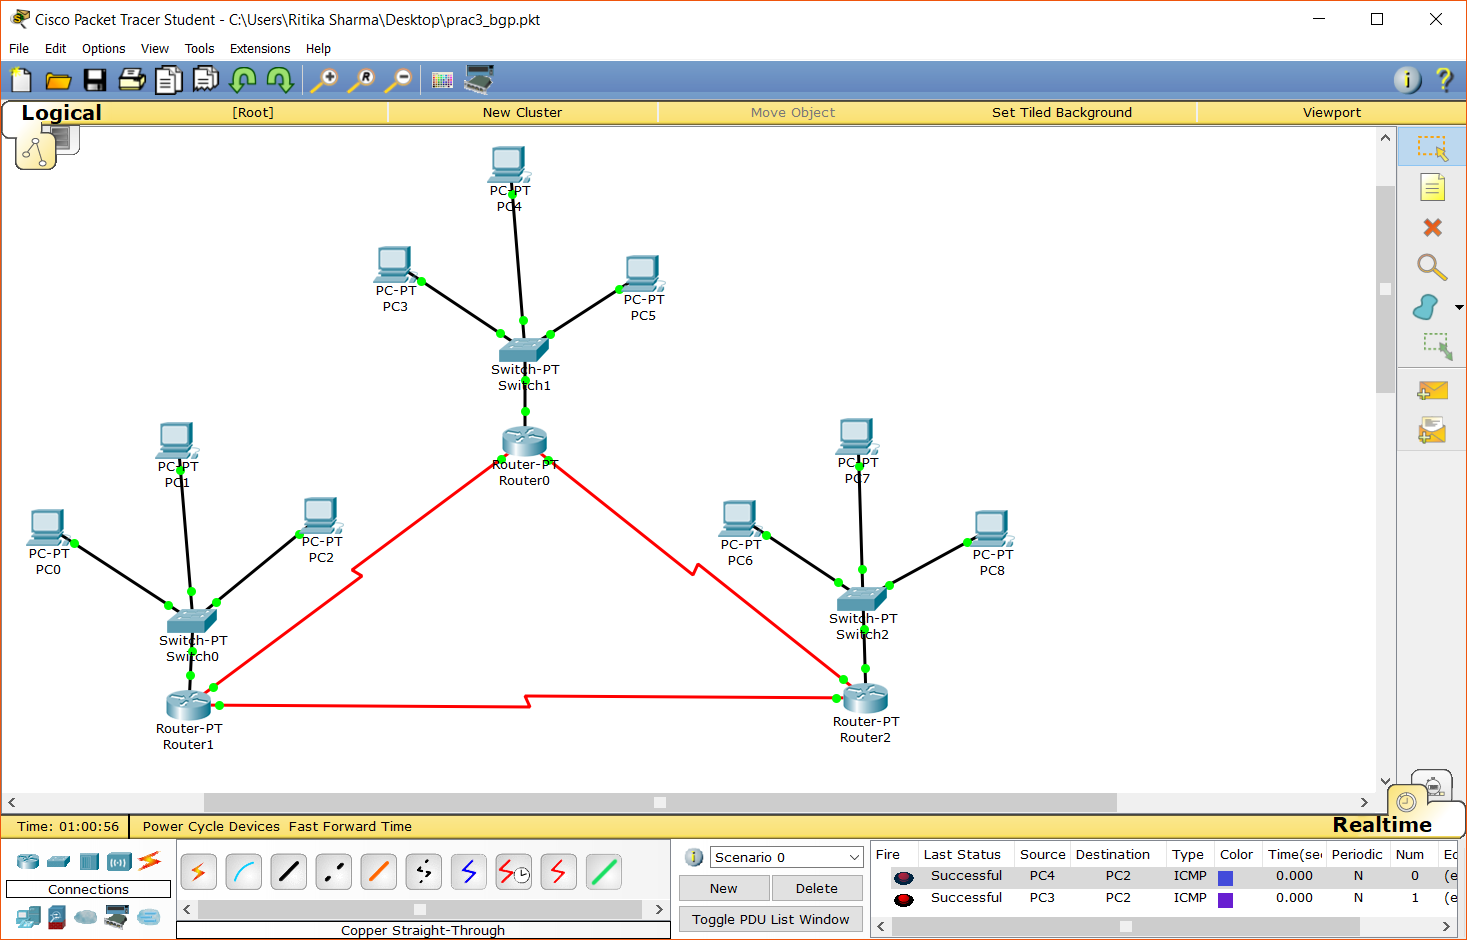 Cisco Packet Tracer Student - C:\Users\Ritika Sharma\Desktop\prac3_bgp.pkt
File Edit Options View Tools Extensions Help
Logical [Root] New Cluster Move Object Set Tiled Background Viewport
PC-PT
PC4
PC-PT
PC3
PC-PT
PC5
Switch-PT
Switch1
Router-PT
Router0
PC-PT
PC1
PC-PT
PC0
PC-PT
PC2
Switch-PT
Switch0
Router-PT
Router1
PC-PT
PC7
PC-PT
PC6
PC-PT
PC8
Switch-PT
Switch2
Router-PT
Router2
Time: 01:00:56 Power Cycle Devices Fast Forward Time
Realtime
Connections
Copper Straight-Through
Scenario 0
New Delete
Toggle PDU List Window
Fire Last Status Source Destination Type Color Time(sec Periodic Num Ed
Successful PC4 PC2 ICMP 0.000 N 0 (e
Successful PC3 PC2 ICMP 0.000 N 1 (e